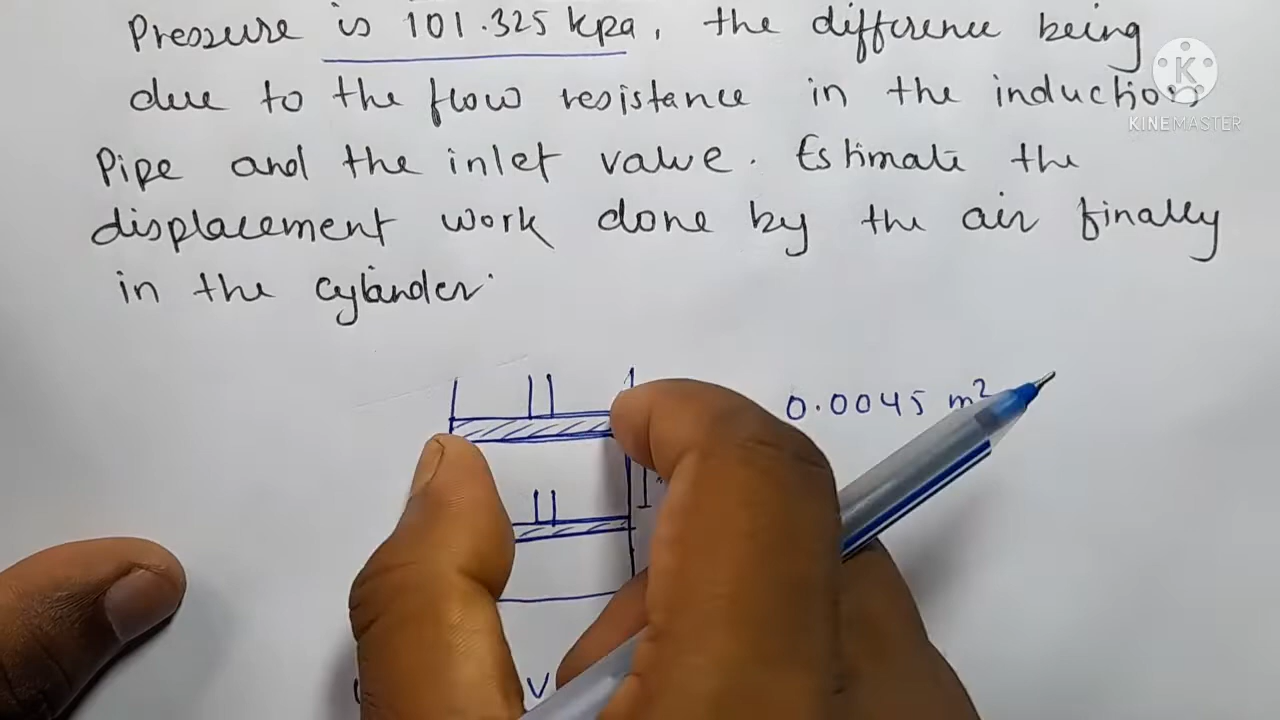 Pressure is 101.325 kpa, the difference being
due to the flow resistance in the induction
Pipe and the inlet valve. Estimate the
displacement work done by the air finally
in the cylinder.
0.0045 m2
V
K
KINEMASTER